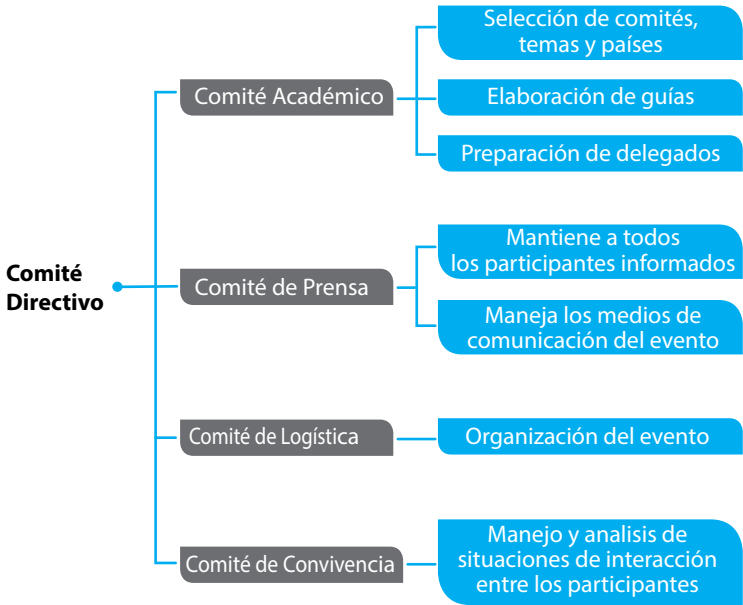 Comité
Directivo
Comité Académico
Selección de comités,
temas y países
Elaboración de guías
Preparación de delegados
Comité de Prensa
Mantiene a todos
los participantes informados
Maneja los medios de
comunicación del evento
Comité de Logística
Organización del evento
Comité de Convivencia
Manejo y analisis de
situaciones de interacción
entre los participantes